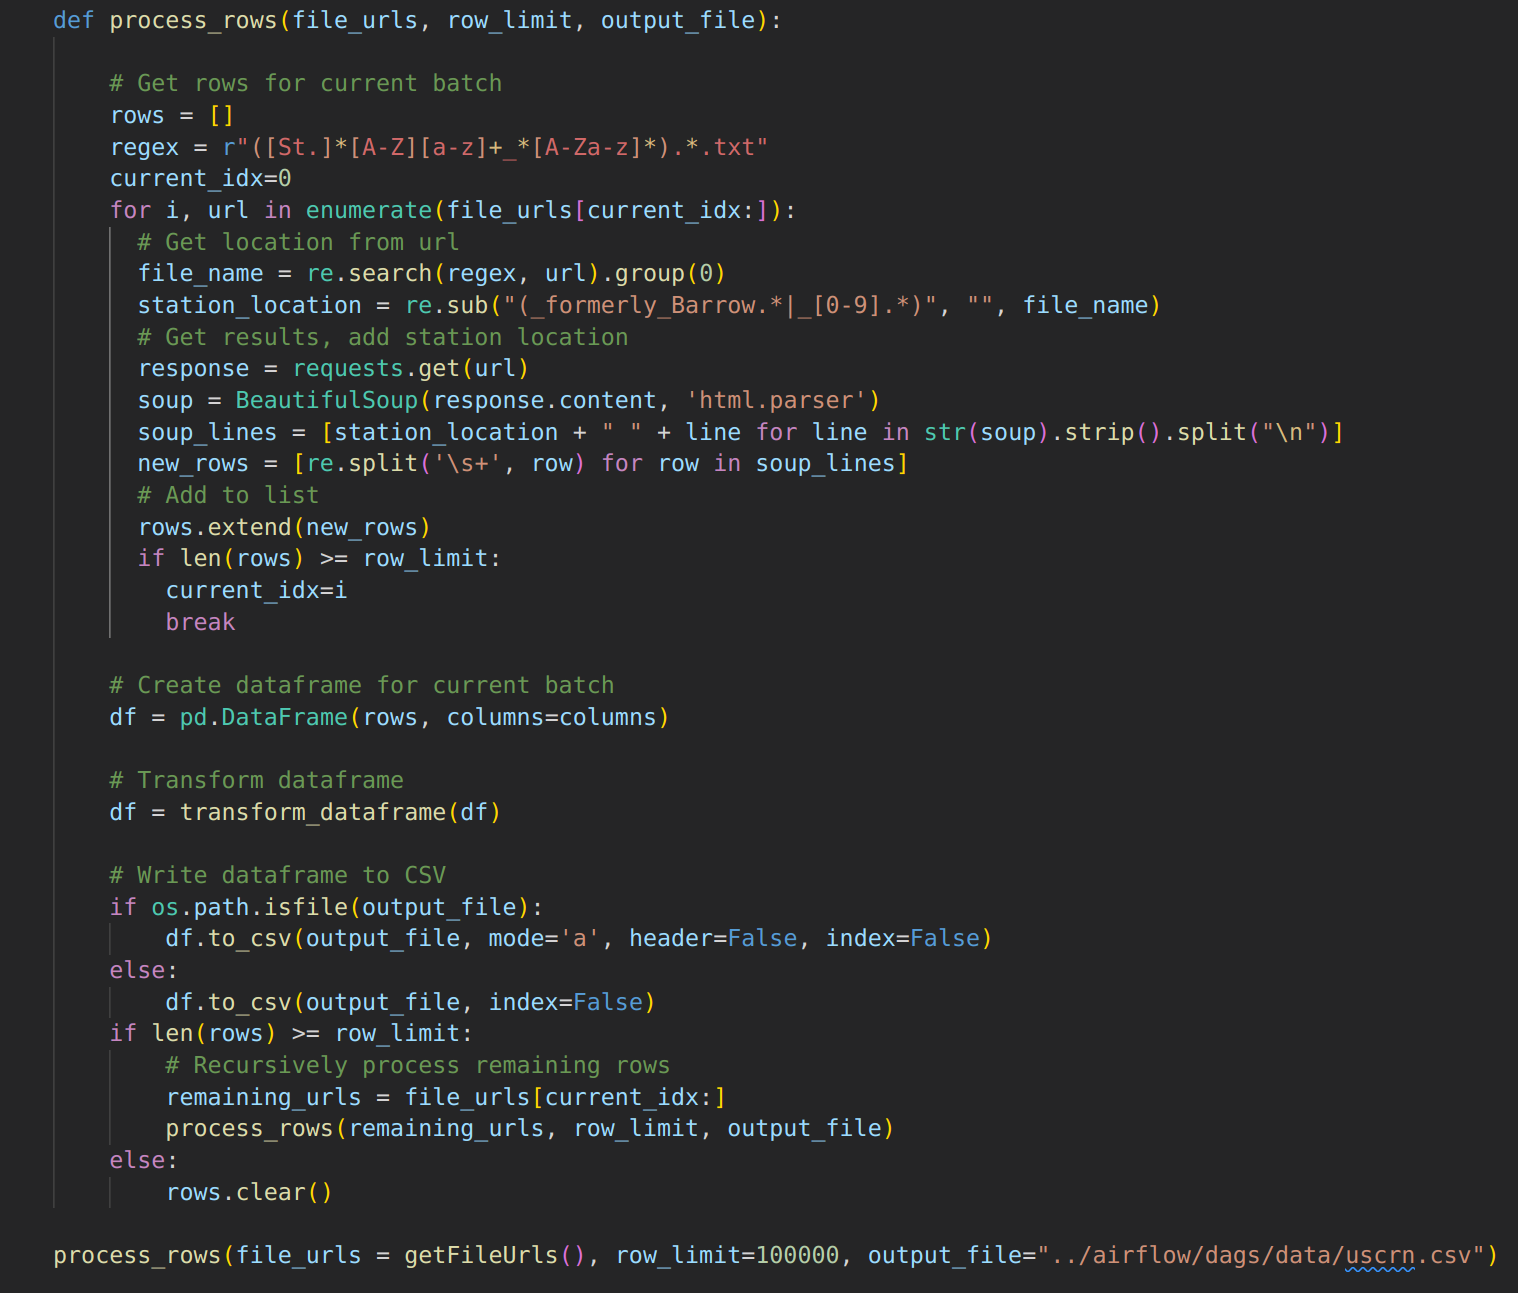 def process_rows(file_urls, row_limit, output_file):

    # Get rows for current batch
    rows = []
    regex = r"([St.]*[A-Z][a-z]+_*[A-Za-z]*).*.txt"
    current_idx=0
    for i, url in enumerate(file_urls[current_idx:]):
      # Get location from url
      file_name = re.search(regex, url).group(0)
      station_location = re.sub("(_formerly_Barrow.*|_[0-9].*)", "", file_name)
      # Get results, add station location
      response = requests.get(url)
      soup = BeautifulSoup(response.content, 'html.parser')
      soup_lines = [station_location + " " + line for line in str(soup).strip().split("\n")]
      new_rows = [re.split('\s+', row) for row in soup_lines]
      # Add to list
      rows.extend(new_rows)
      if len(rows) >= row_limit:
        current_idx=i
        break

    # Create dataframe for current batch
    df = pd.DataFrame(rows, columns=columns)

    # Transform dataframe
    df = transform_dataframe(df)

    # Write dataframe to CSV
    if os.path.isfile(output_file):
        df.to_csv(output_file, mode='a', header=False, index=False)
    else:
        df.to_csv(output_file, index=False)
    if len(rows) >= row_limit:
        # Recursively process remaining rows
        remaining_urls = file_urls[current_idx:]
        process_rows(remaining_urls, row_limit, output_file)
    else:
        rows.clear()

process_rows(file_urls = getFileUrls(), row_limit=100000, output_file="../airflow/dags/data/uscrn.csv")